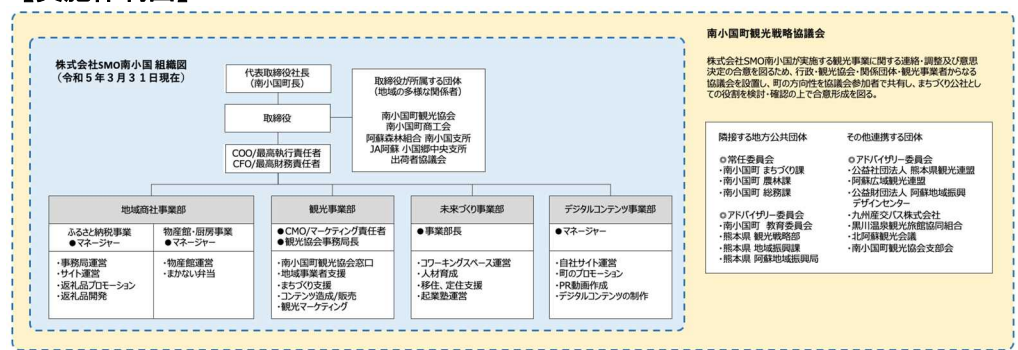 【実施体制図】
株式会社SMO南小国 組織図
(令和5年3月31日現在)
代表取締役社長
(南小国町長)
取締役
COO/最高執行責任者
CFO/最高財務責任者
取締役が所属する団体
(地域の多様な関係者)
南小国町観光協会
南小国町商工会
阿蘇森林組合 南小国支所
JA阿蘇 小国郷中央支所
出荷者協議会
地域商社事業部
ふるさと納税事業
●マネージャー
・事務局運営
・サイト運営
・返礼品プロモーション
・返礼品開発
物産館・厨房事業
●マネージャー
・物産館運営
・まかない弁当
観光事業部
●CMO/マーケティング責任者
●観光協会事務局長
・南小国町観光協会窓口
・地域事業者支援
・まちづくり支援
・コンテンツ造成/販売
・観光マーケティング
未来づくり事業部
●事業部長
・コワーキングスペース運営
・人材育成
・移住、定住支援
・起業塾運営
デジタルコンテンツ事業部
●マネージャー
・自社サイト運営
・町のプロモーション
・PR動画作成
・デジタルコンテンツの制作
南小国町観光戦略協議会
株式会社SMO南小国が実施する観光事業に関する連絡・調整及び意思
決定の合意を図るため、行政・観光協会・関係団体・観光事業者からなる
協議会を設置し、町の方向性を協議会参加者で共有し、まちづくり公社とし
ての役割を検討・確認の上で合意形成を図る。
隣接する地方公共団体
◎常任委員会
・南小国町 まちづくり課
・南小国町 農林課
・南小国町 総務課
◎アドバイザリー委員会
・南小国町 教育委員会
・熊本県 観光戦略部
・熊本県 地域振興課
・熊本県 阿蘇地域振興局
その他連携する団体
◎アドバイザリー委員会
・公益社団法人 熊本県観光連盟
・阿蘇広域観光連盟
・公益財団法人 阿蘇地域振興
デザインセンター
・九州産交バス株式会社
・黒川温泉観光旅館協同組合
・北阿蘇観光会議
・南小国町観光協会支部会